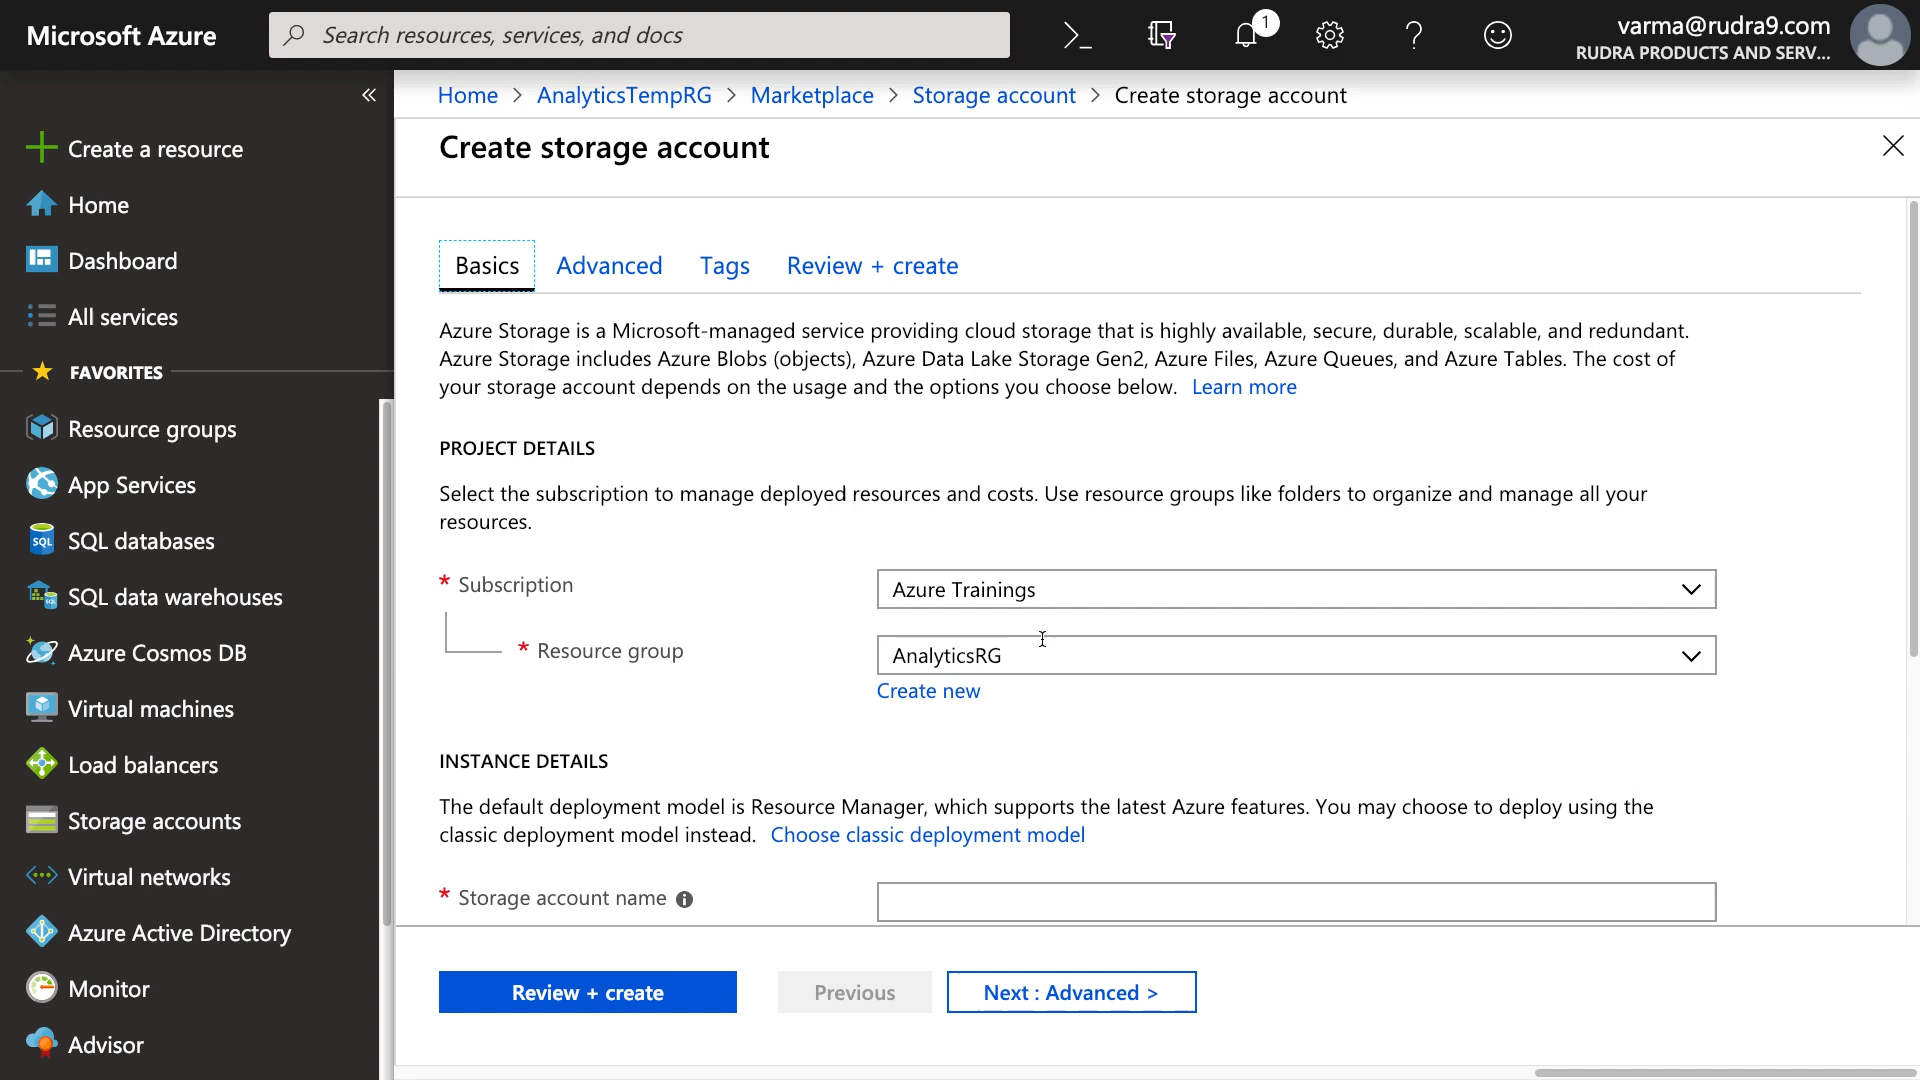 Microsoft Azure
Search resources, services, and docs
1
varma@rudra9.com
RUDRA PRODUCTS AND SERV...
Home > AnalyticsTempRG > Marketplace > Storage account > Create storage account
Create storage account
Create a resource
Home
Dashboard
All services
FAVORITES
Resource groups
App Services
SQL
SQL databases
SQL data warehouses
Azure Cosmos DB
Virtual machines
Load balancers
Storage accounts
Virtual networks
Azure Active Directory
Monitor
Advisor
Basics Advanced Tags Review + create
Azure Storage is a Microsoft-managed service providing cloud storage that is highly available, secure, durable, scalable, and redundant.
Azure Storage includes Azure Blobs (objects), Azure Data Lake Storage Gen2, Azure Files, Azure Queues, and Azure Tables. The cost of
your storage account depends on the usage and the options you choose below. Learn more
PROJECT DETAILS
Select the subscription to manage deployed resources and costs. Use resource groups like folders to organize and manage all your
resources.
* Subscription
Azure Trainings
* Resource group
AnalyticsRG
Create new
INSTANCE DETAILS
The default deployment model is Resource Manager, which supports the latest Azure features. You may choose to deploy using the
classic deployment model instead. Choose classic deployment model
* Storage account name
Review + create
Previous
Next : Advanced >